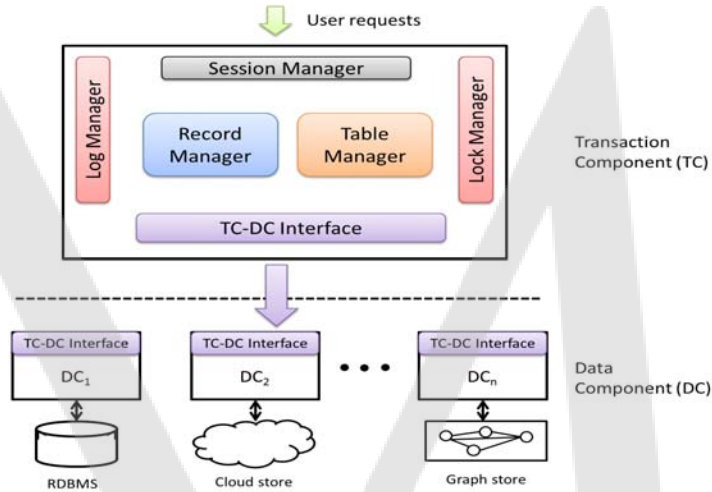 User requests
Session Manager
Log Manager
Lock Manager
Record
Manager
Table
Manager
Transaction
Component (TC)
TC-DC Interface
TC-DC Interface
TC-DC Interface
TC-DC Interface
DC₁
DC₂
DCₙ
Data
Component (DC)
RDBMS
Cloud store
Graph store